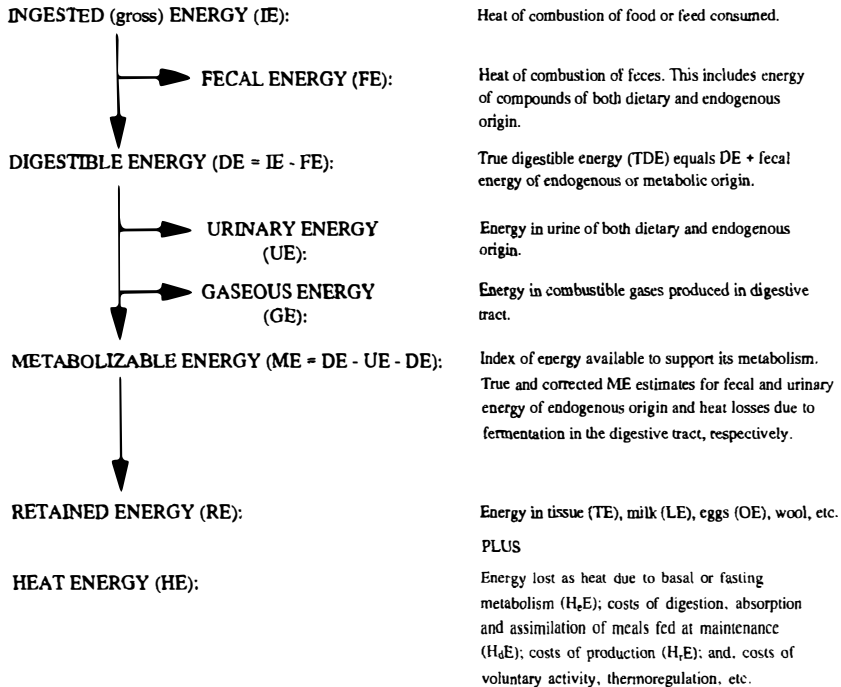 INGESTED (gross) ENERGY (IE):
Heat of combustion of food or feed consumed.
FECAL ENERGY (FE):
Heat of combustion of feces. This includes energy
of compounds of both dietary and endogenous
origin.
DIGESTIBLE ENERGY (DE = IE - FE):
True digestible energy (TDE) equals DE + fecal
energy of endogenous or metabolic origin.
URINARY ENERGY
(UE):
Energy in urine of both dietary and endogenous
origin.
GASEOUS ENERGY
(GE):
Energy in combustible gases produced in digestive
tract.
METABOLIZABLE ENERGY (ME = DE - UE - DE):
Index of energy available to support its metabolism.
True and corrected ME estimates for fecal and urinary
energy of endogenous origin and heat losses due to
fermentation in the digestive tract, respectively.
RETAINED ENERGY (RE):
Energy in tissue (TE), milk (LE), eggs (OE), wool, etc.
PLUS
HEAT ENERGY (HE):
Energy lost as heat due to basal or fasting
metabolism (HₑE); costs of digestion, absorption
and assimilation of meals fed at maintenance
(H_dE); costs of production (HᵣE); and, costs of
voluntary activity, thermoregulation, etc.